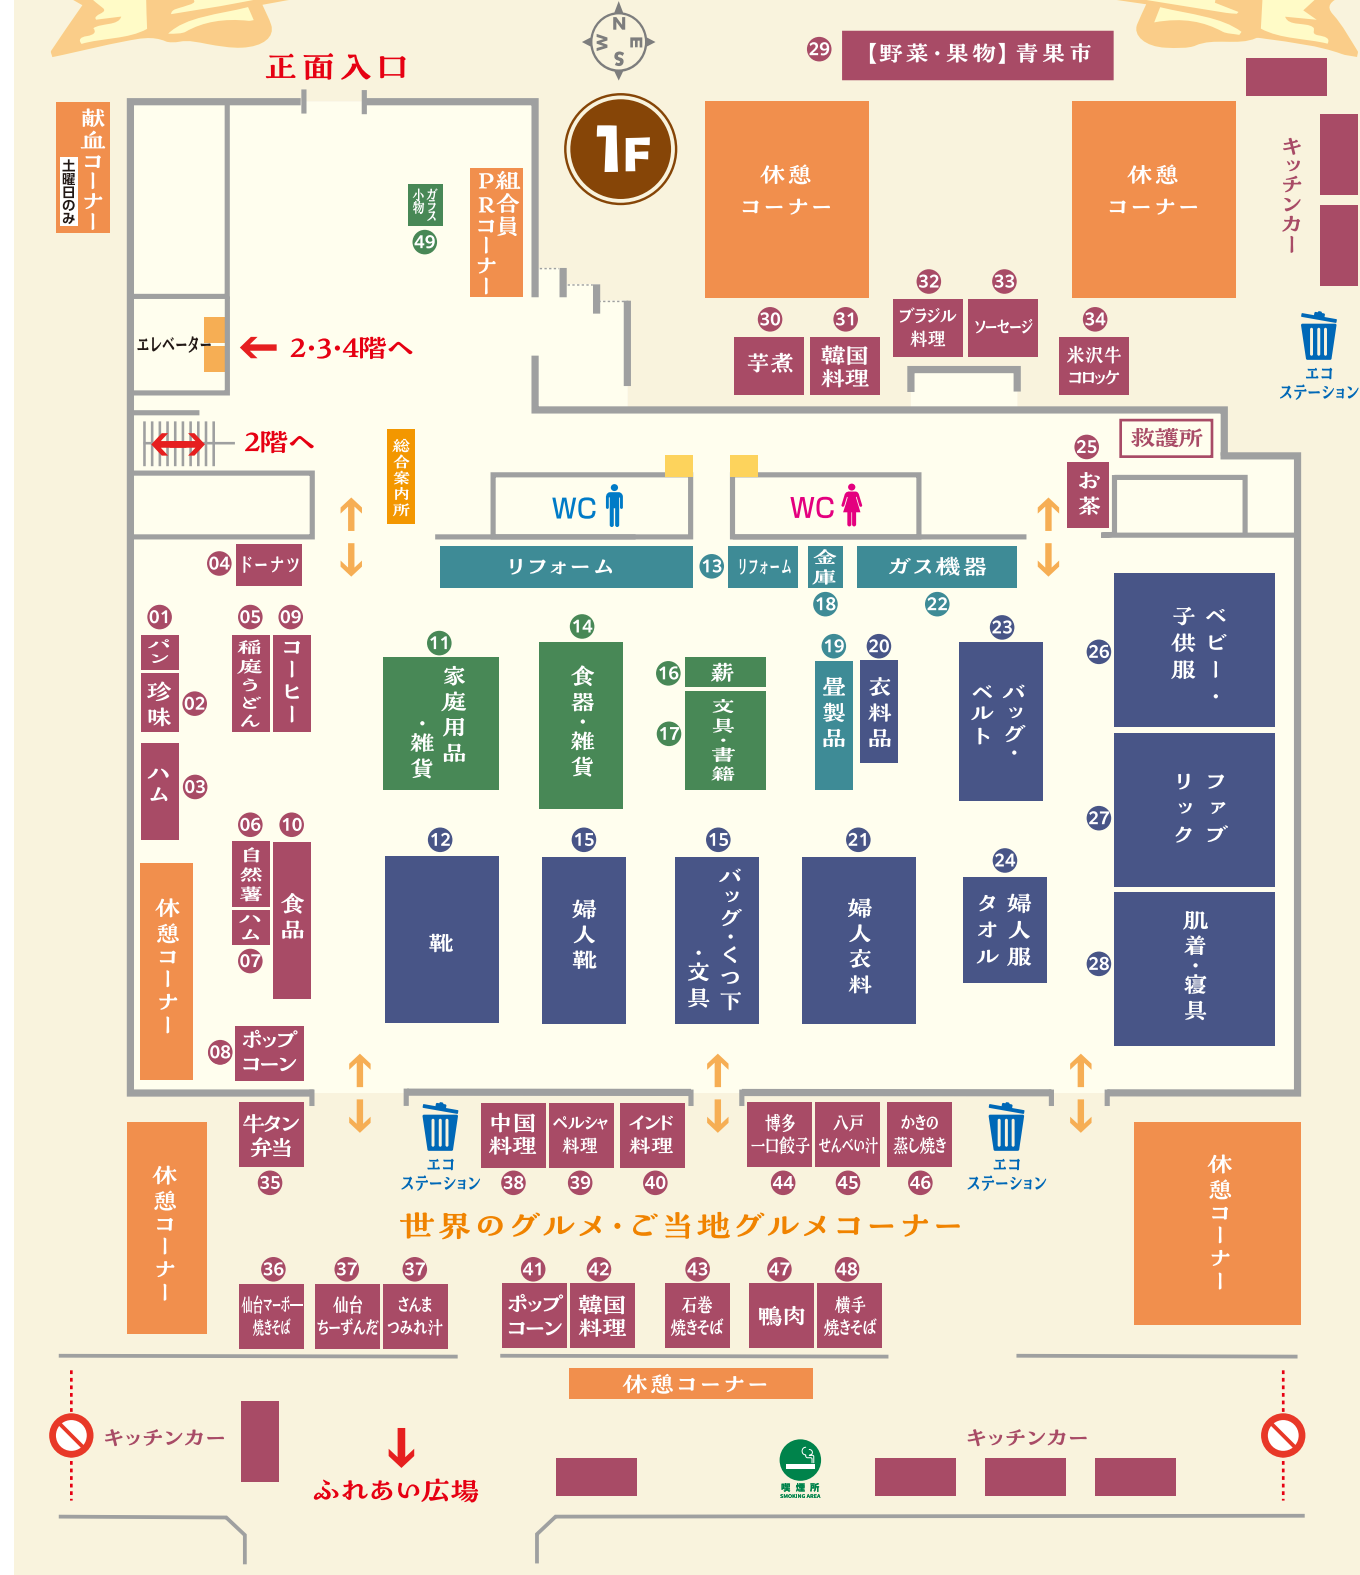 N
E
S
W
1F
正面入口
29
【野菜・果物】青果市
献血コーナー
土曜日のみ
ガラス
小物
49
組合員
PRコーナー
休憩
コーナー
休憩
コーナー
キッチンカー
エレベーター
2・3・4階へ
30
芋煮
31
韓国
料理
32
ブラジル
料理
33
ソーセージ
34
米沢牛
コロッケ
エコ
ステーション
2階へ
総合案内所
WC
WC
25
お茶
救護所
04
ドーナツ
リフォーム
13
リフォーム
金庫
18
ガス機器
22
01
パン
珍味
02
ハム
03
05
稲庭うどん
09
コーヒー
11
家庭用品
・雑貨
14
食器・雑貨
16
薪
17
文具・書籍
19
畳製品
20
衣料品
23
バッグ・
ベルト
26
ベビー・
子供服
27
ファブ
リック
28
肌着・寝具
06
自然薯
ハム
07
10
食品
12
靴
15
婦人靴
15
バッグ・くつ下
・文具
21
婦人衣料
24
婦人服
タオル
休憩コーナー
08
ポップ
コーン
牛タン
弁当
35
エコ
ステーション
中国
料理
38
ペルシャ
料理
39
インド
料理
40
博多
一口餃子
44
八戸
せんべい汁
45
かきの
蒸し焼き
46
エコ
ステーション
休憩コーナー
休憩コーナー
世界のグルメ・ご当地グルメコーナー
36
仙台マーボー
焼きそば
37
仙台
ちーずんだ
37
さんま
つみれ汁
41
ポップ
コーン
42
韓国
料理
43
石巻
焼きそば
47
鴨肉
48
横手
焼きそば
休憩コーナー
キッチンカー
キッチンカー
ふれあい広場
喫煙所
SMOKING AREA